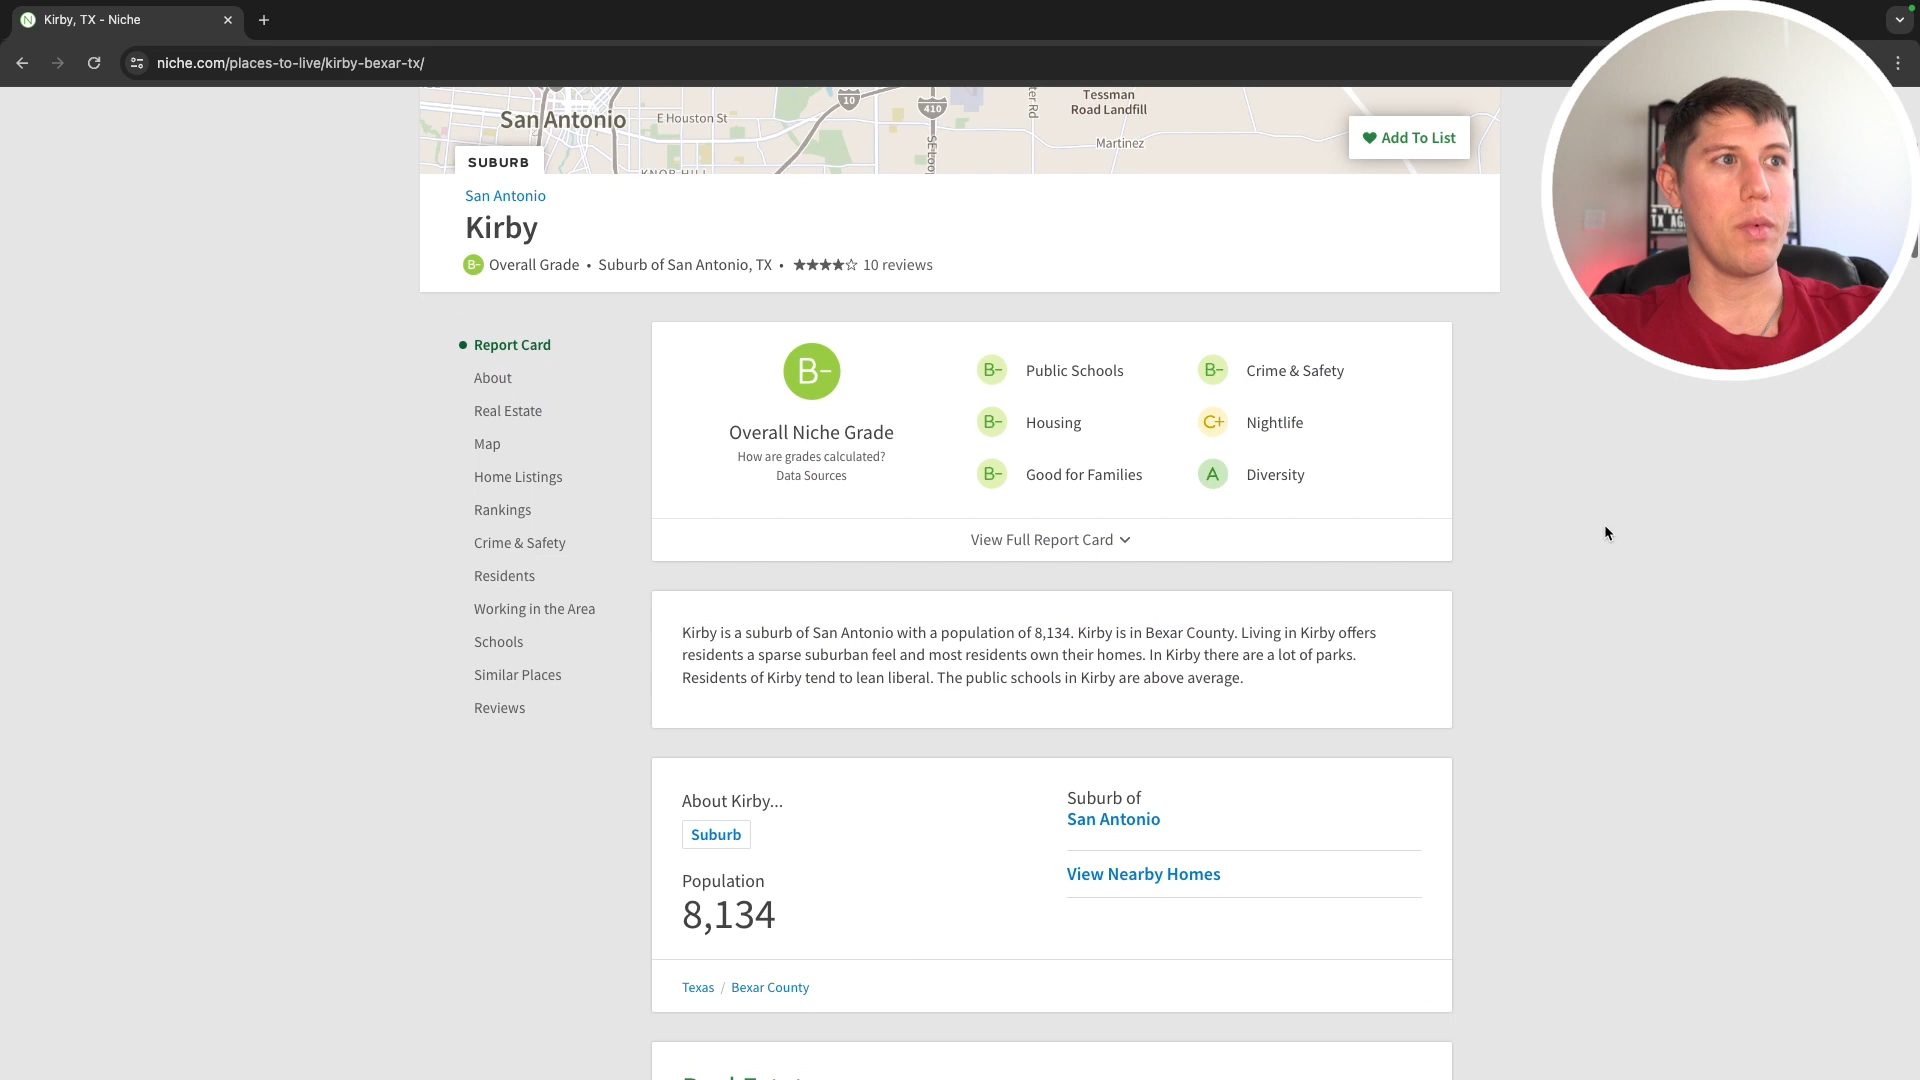 Kirby, TX - Niche
niche.com/places-to-live/kirby-bexar-tx/
Tessman
Road Landfill
10
410
San Antonio
E Houston St
Martinez
Add To List
SUBURB
San Antonio
Kirby
B- Overall Grade • Suburb of San Antonio, TX • ★★★★☆ 10 reviews
Report Card
About
Real Estate
Map
Home Listings
Rankings
Crime & Safety
Residents
Working in the Area
Schools
Similar Places
Reviews
B-
Overall Niche Grade
How are grades calculated?
Data Sources
B- Public Schools
B- Housing
B- Good for Families
B- Crime & Safety
C+ Nightlife
A Diversity
View Full Report Card
Kirby is a suburb of San Antonio with a population of 8,134. Kirby is in Bexar County. Living in Kirby offers
residents a sparse suburban feel and most residents own their homes. In Kirby there are a lot of parks.
Residents of Kirby tend to lean liberal. The public schools in Kirby are above average.
About Kirby...
Suburb
Population
8,134
Suburb of
San Antonio
View Nearby Homes
Texas / Bexar County